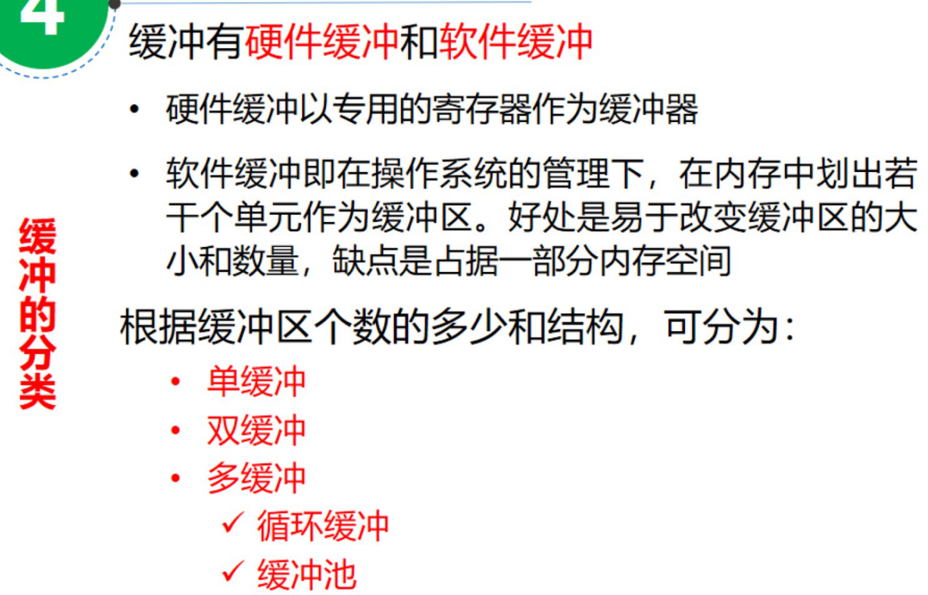 4
缓冲有硬件缓冲和软件缓冲
• 硬件缓冲以专用的寄存器作为缓冲器
• 软件缓冲即在操作系统的管理下，在内存中划出若
干个单元作为缓冲区。好处是易于改变缓冲区的大
小和数量，缺点是占据一部分内存空间
缓冲的分类
根据缓冲区个数的多少和结构，可分为：
• 单缓冲
• 双缓冲
• 多缓冲
✓ 循环缓冲
✓ 缓冲池